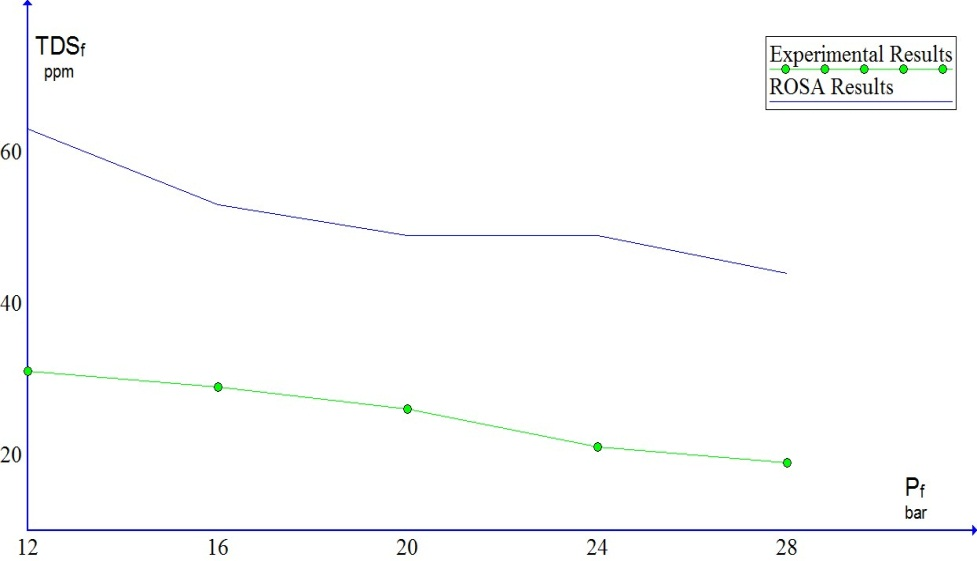 TDSf
ppm
Experimental Results
ROSA Results
60
40
20
Pf
bar
12 16 20 24 28